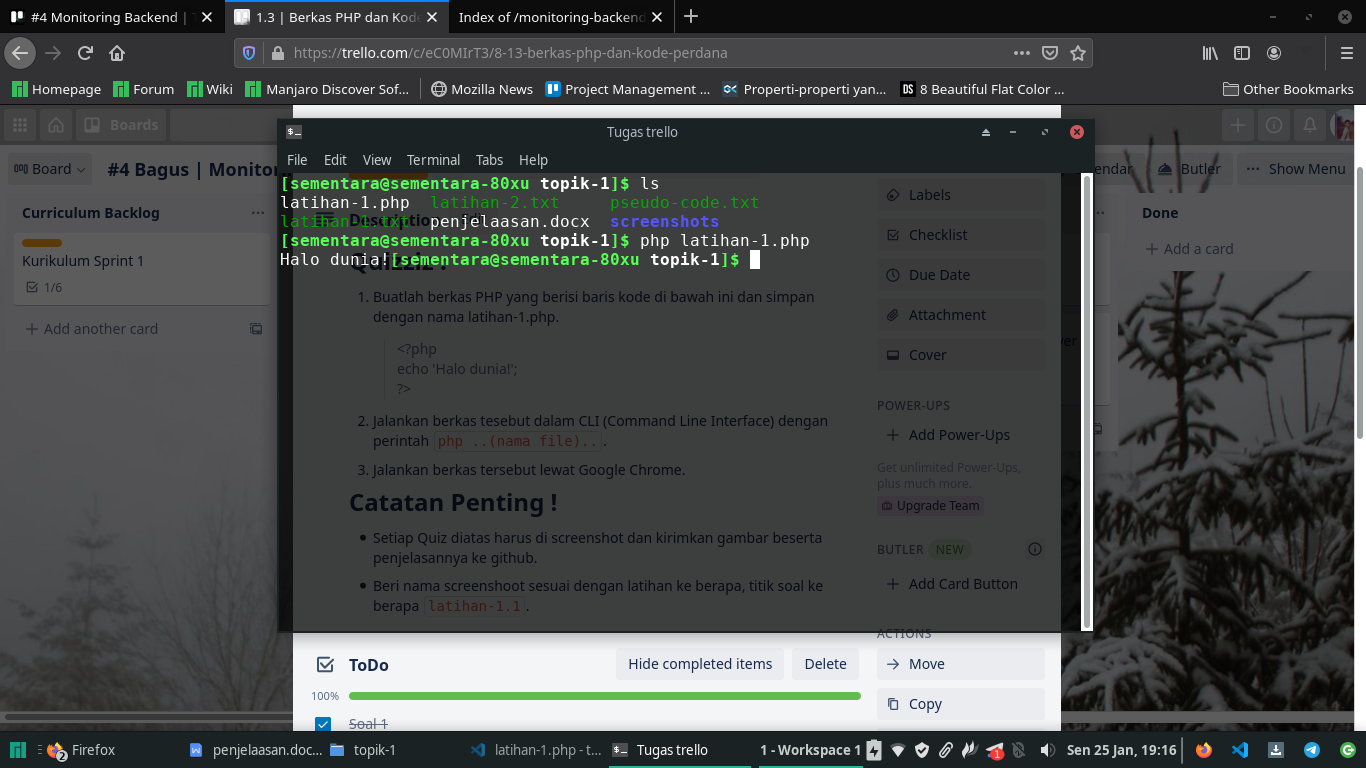 #4 Monitoring Backend |
1.3 | Berkas PHP dan Kod
Index of /monitoring-backend
https://trello.com/c/eC0MIrT3/8-13-berkas-php-dan-kode-perdana
Homepage Forum Wiki Manjaro Discover Sof... Mozilla News Project Management ... Properti-properti yan... DS 8 Beautiful Flat Color ... Other Bookmarks
Boards
Board #4 Bagus | Monitor Butler Show Menu
Tugas trello
File Edit View Terminal Tabs Help
[sementara@sementara-80xu topik-1]$ ls
latihan-1.php latihan-2.txt pseudo-code.txt
latihan-1.txt penjelaasan.docx screenshots
[sementara@sementara-80xu topik-1]$ php latihan-1.php
Halo dunia![sementara@sementara-80xu topik-1]$
Curriculum Backlog
Kurikulum Sprint 1
1/6
Add another card
Description
Quizziz !
1. Buatlah berkas PHP yang berisi baris kode di bawah ini dan simpan
dengan nama latihan-1.php.
<?php
echo 'Halo dunia!';
?>
2. Jalankan berkas tesebut dalam CLI (Command Line Interface) dengan
perintah php ..(nama file)...
3. Jalankan berkas tersebut lewat Google Chrome.
Catatan Penting !
Setiap Quiz diatas harus di screenshot dan kirimkan gambar beserta
penjelasannya ke github.
Beri nama screenshoot sesuai dengan latihan ke berapa, titik soal ke
berapa latihan-1.1.
ToDo
Hide completed items
Delete
100%
Soal 1
Labels
Checklist
Due Date
Attachment
Cover
POWER-UPS
Add Power-Ups
Get unlimited Power-Ups,
plus much more.
Upgrade Team
BUTLER NEW
Add Card Button
ACTIONS
Move
Copy
Done
Add a card
Firefox 2 penjelaasan.doc... topik-1 latihan-1.php - t... Tugas trello 1 - Workspace 1 1 Sen 25 Jan, 19:16